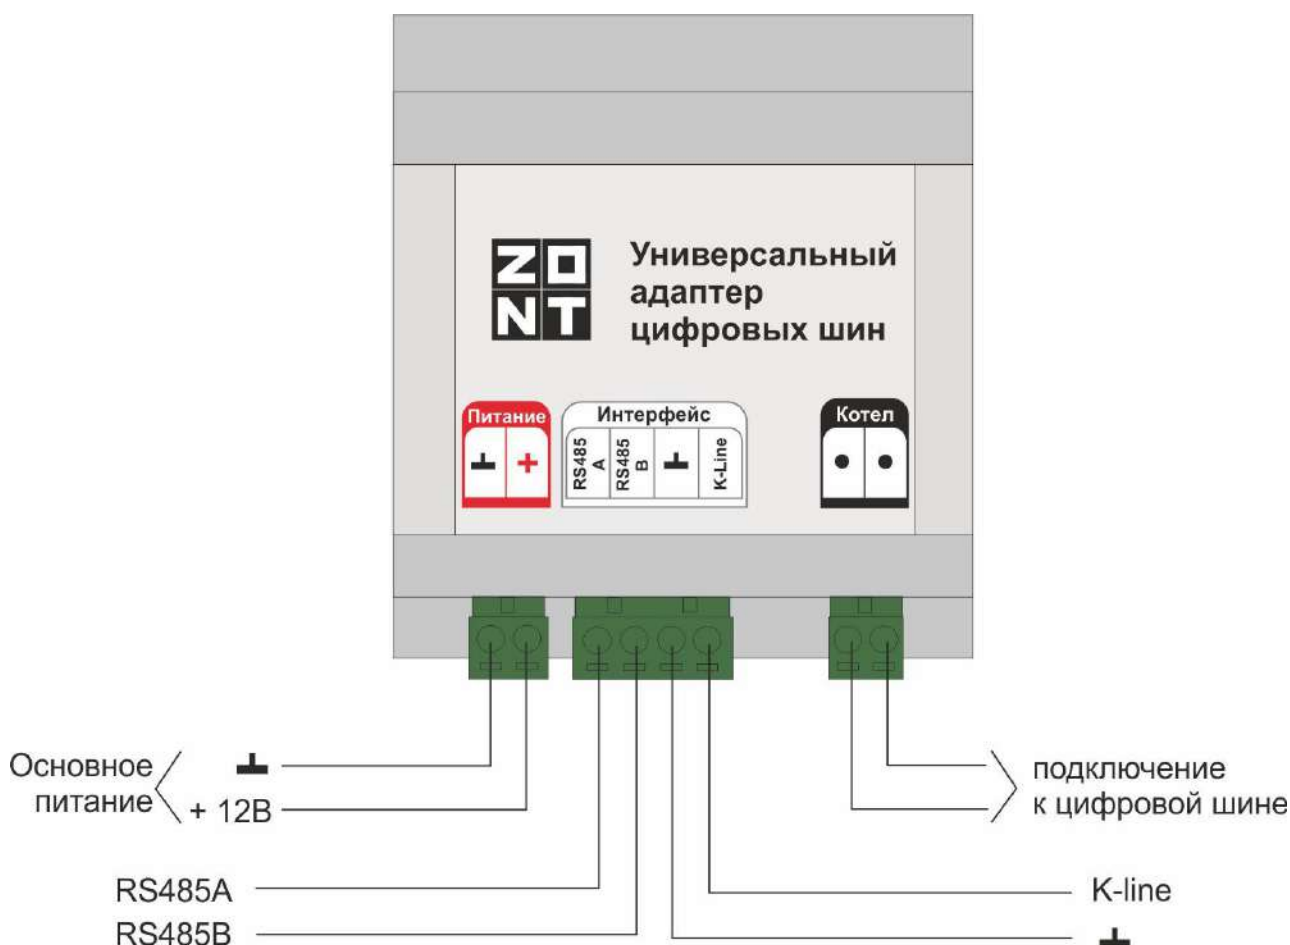 ZO
NT
Универсальный
адаптер
цифровых шин
Питание
+
Интерфейс
RS485
A
RS485
B
K-Line
Котел
Основное
питание
+ 12В
подключение
к цифровой шине
RS485A
RS485B
K-line